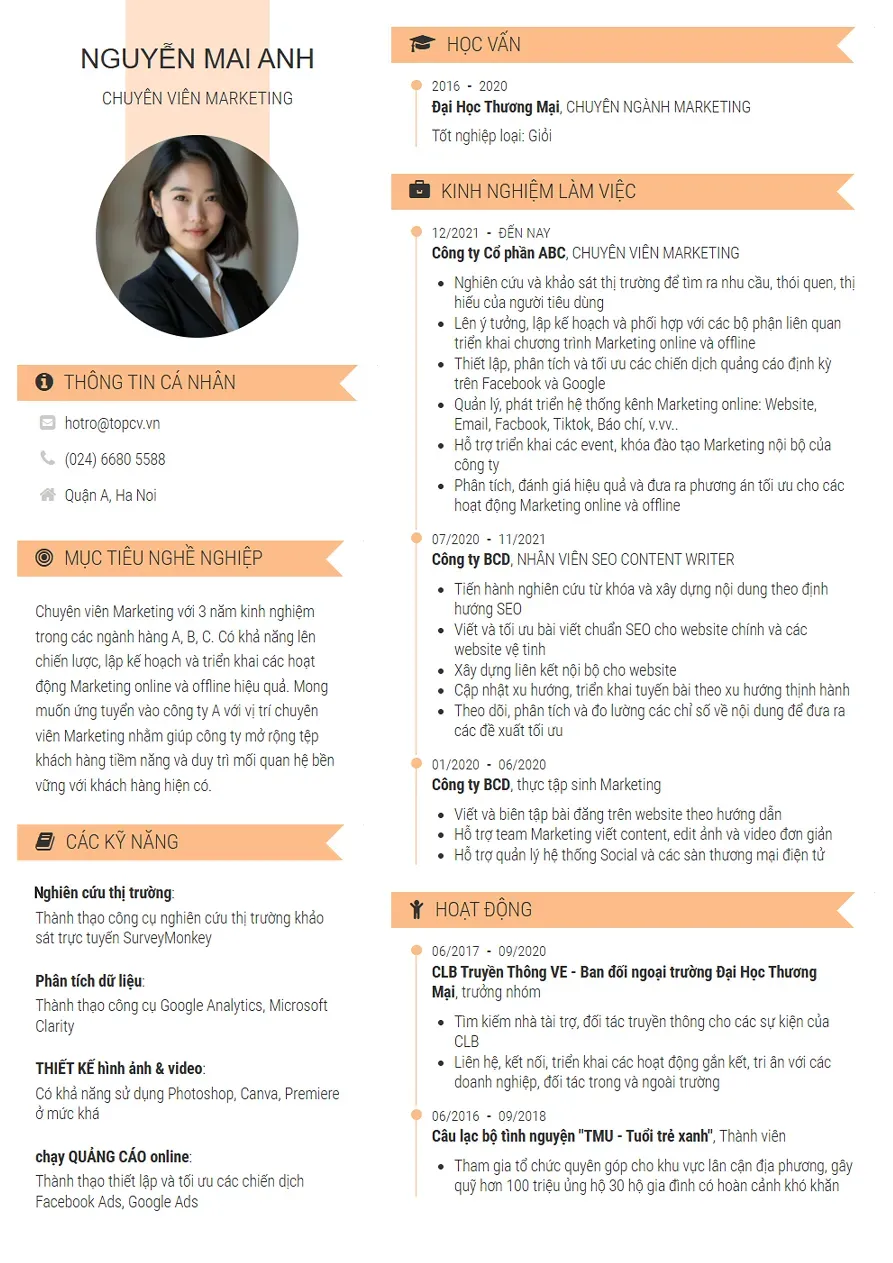 NGUYỄN MAI ANH
CHUYÊN VIÊN MARKETING
THÔNG TIN CÁ NHÂN
hotro@topcv.vn
(024) 6680 5588
Quận A, Ha Noi
MỤC TIÊU NGHỀ NGHIỆP
Chuyên viên Marketing với 3 năm kinh nghiệm
trong các ngành hàng A, B, C. Có khả năng lên
chiến lược, lập kế hoạch và triển khai các hoạt
động Marketing online và offline hiệu quả. Mong
muốn ứng tuyển vào công ty A với vị trí chuyên
viên Marketing nhằm giúp công ty mở rộng tệp
khách hàng tiềm năng và duy trì mối quan hệ bền
vững với khách hàng hiện có.
CÁC KỸ NĂNG
Nghiên cứu thị trường:
Thành thạo công cụ nghiên cứu thị trường khảo
sát trực tuyến SurveyMonkey
Phân tích dữ liệu:
Thành thạo công cụ Google Analytics, Microsoft
Clarity
THIẾT KẾ hình ảnh & video:
Có khả năng sử dụng Photoshop, Canva, Premiere
ở mức khá
chạy QUẢNG CÁO online:
Thành thạo thiết lập và tối ưu các chiến dịch
Facebook Ads, Google Ads
HỌC VẤN
2016 - 2020
Đại Học Thương Mại, CHUYÊN NGÀNH MARKETING
Tốt nghiệp loại: Giỏi
KINH NGHIỆM LÀM VIỆC
12/2021 - ĐẾN NAY
Công ty Cổ phần ABC, CHUYÊN VIÊN MARKETING
• Nghiên cứu và khảo sát thị trường để tìm ra nhu cầu, thói quen, thị
hiếu của người tiêu dùng
• Lên ý tưởng, lập kế hoạch và phối hợp với các bộ phận liên quan
triển khai chương trình Marketing online và offline
• Thiết lập, phân tích và tối ưu các chiến dịch quảng cáo định kỳ
trên Facebook và Google
• Quản lý, phát triển hệ thống kênh Marketing online: Website,
Email, Facbook, Tiktok, Báo chí, v.vv..
• Hỗ trợ triển khai các event, khóa đào tạo Marketing nội bộ của
công ty
• Phân tích, đánh giá hiệu quả và đưa ra phương án tối ưu cho các
hoạt động Marketing online và offline
07/2020 - 11/2021
Công ty BCD, NHÂN VIÊN SEO CONTENT WRITER
• Tiến hành nghiên cứu từ khóa và xây dựng nội dung theo định
hướng SEO
• Viết và tối ưu bài viết chuẩn SEO cho website chính và các
website vệ tinh
• Xây dựng liên kết nội bộ cho website
• Cập nhật xu hướng, triển khai tuyến bài theo xu hướng thịnh hành
• Theo dõi, phân tích và đo lường các chỉ số về nội dung để đưa ra
các đề xuất tối ưu
01/2020 - 06/2020
Công ty BCD, thực tập sinh Marketing
• Viết và biên tập bài đăng trên website theo hướng dẫn
• Hỗ trợ team Marketing viết content, edit ảnh và video đơn giản
• Hỗ trợ quản lý hệ thống Social và các sàn thương mại điện tử
HOẠT ĐỘNG
06/2017 - 09/2020
CLB Truyền Thông VE - Ban đối ngoại trường Đại Học Thương
Mại, trưởng nhóm
• Tìm kiếm nhà tài trợ, đối tác truyền thông cho các sự kiện của
CLB
• Liên hệ, kết nối, triển khai các hoạt động gắn kết, tri ân với các
doanh nghiệp, đối tác trong và ngoài trường
06/2016 - 09/2018
Câu lạc bộ tình nguyện "TMU - Tuổi trẻ xanh", Thành viên
• Tham gia tổ chức quyên góp cho khu vực lân cận địa phương, gây
quỹ hơn 100 triệu ủng hộ 30 hộ gia đình có hoàn cảnh khó khăn